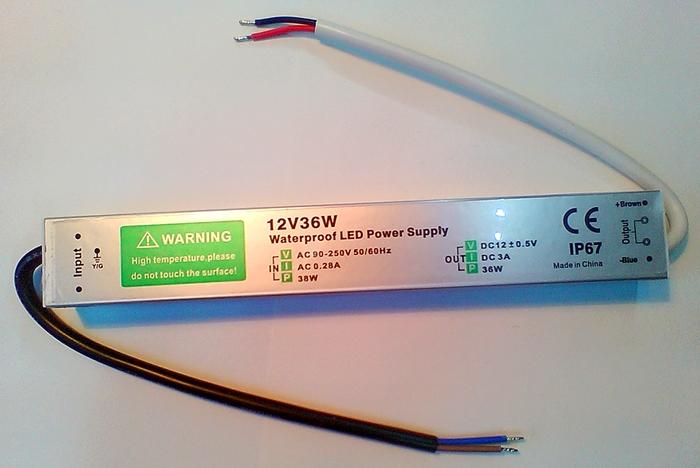 Input
Y/G
WARNING
High temperature,please
do not touch the surface!
12V36W
Waterproof LED Power Supply
IN
V AC 90-250V 50/60Hz
I AC 0.28A
P 38W
OUT
V DC12±0.5V
I DC 3A
P 36W
CE
IP67
Made in China
+Brown
Output
-Blue